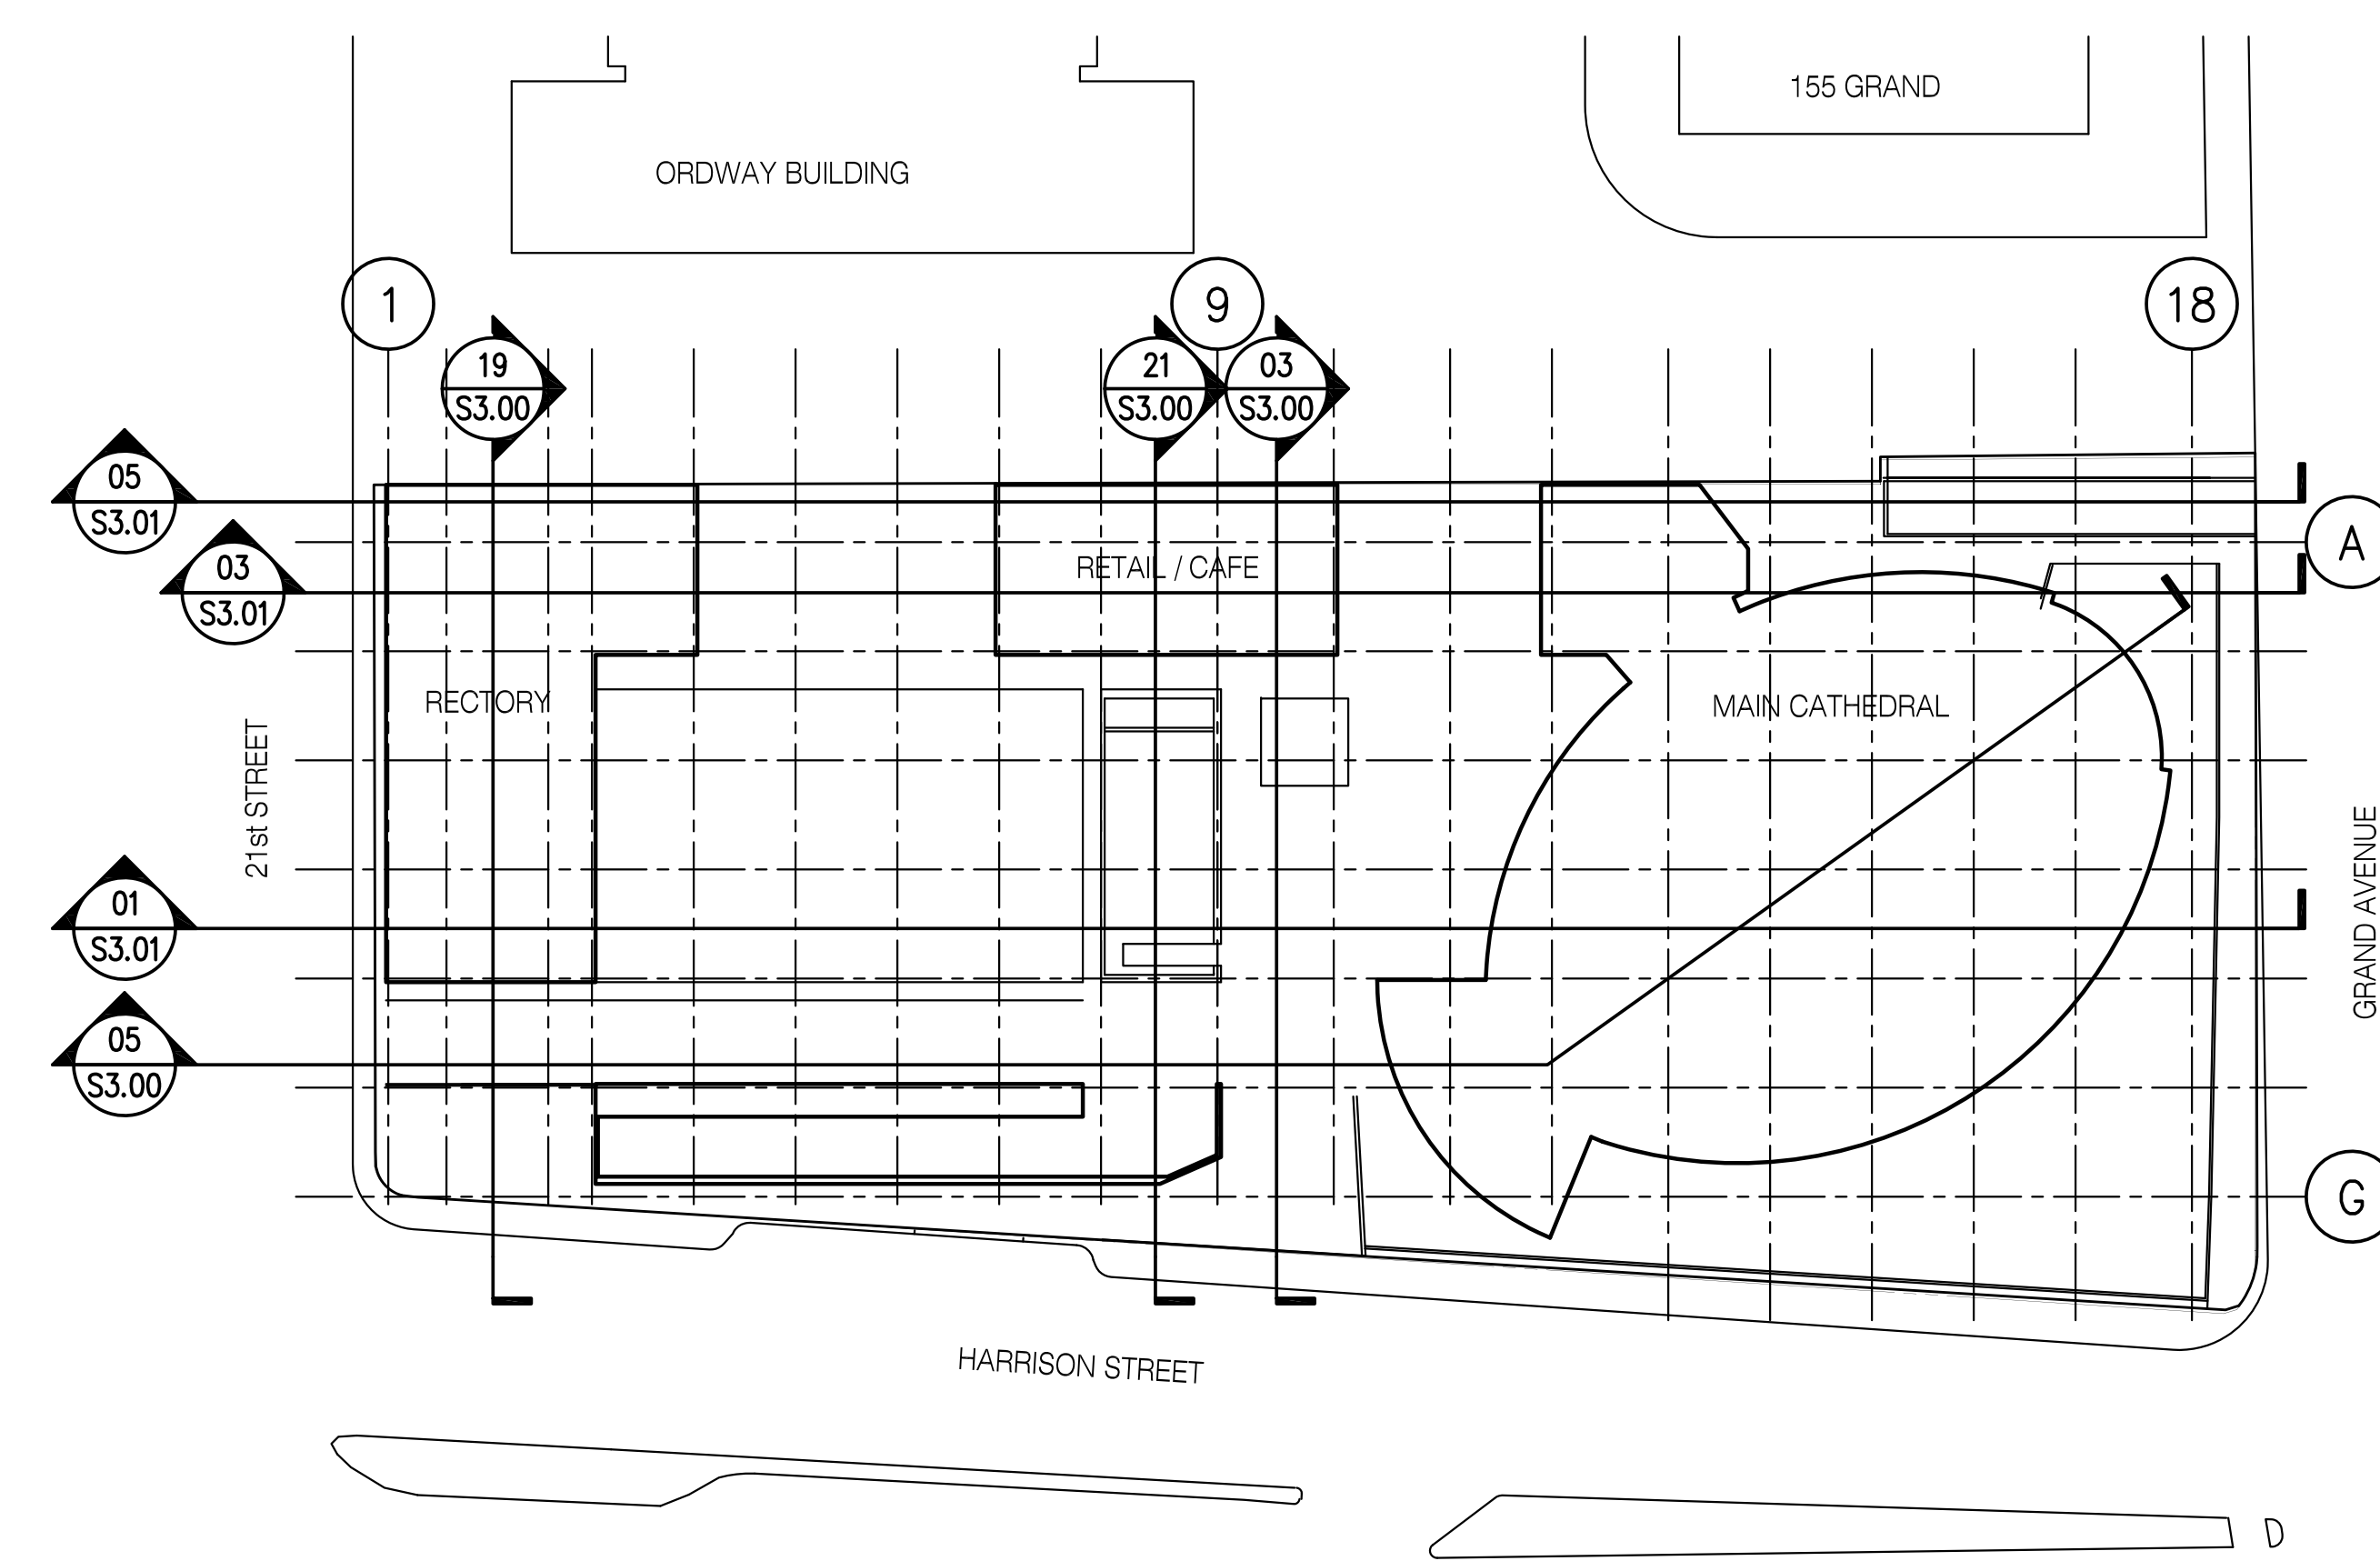 155 GRAND
ORDWAY BUILDING
1
9
18
19
S3.00
21
S3.00
03
S3.00
05
S3.01
A
03
S3.01
RETAIL / CAFE
RECTORY
MAIN CATHEDRAL
21st STREET
GRAND AVENUE
01
S3.01
05
S3.00
G
HARRISON STREET